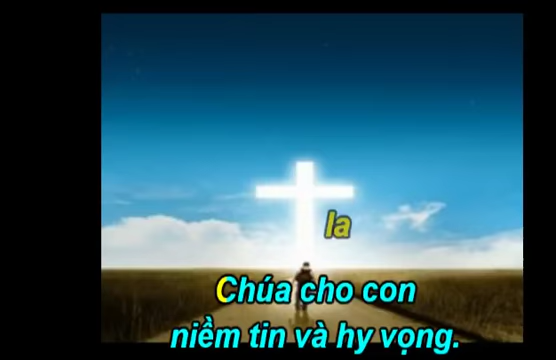 la
Chúa cho con
niềm tin và hy vọng.